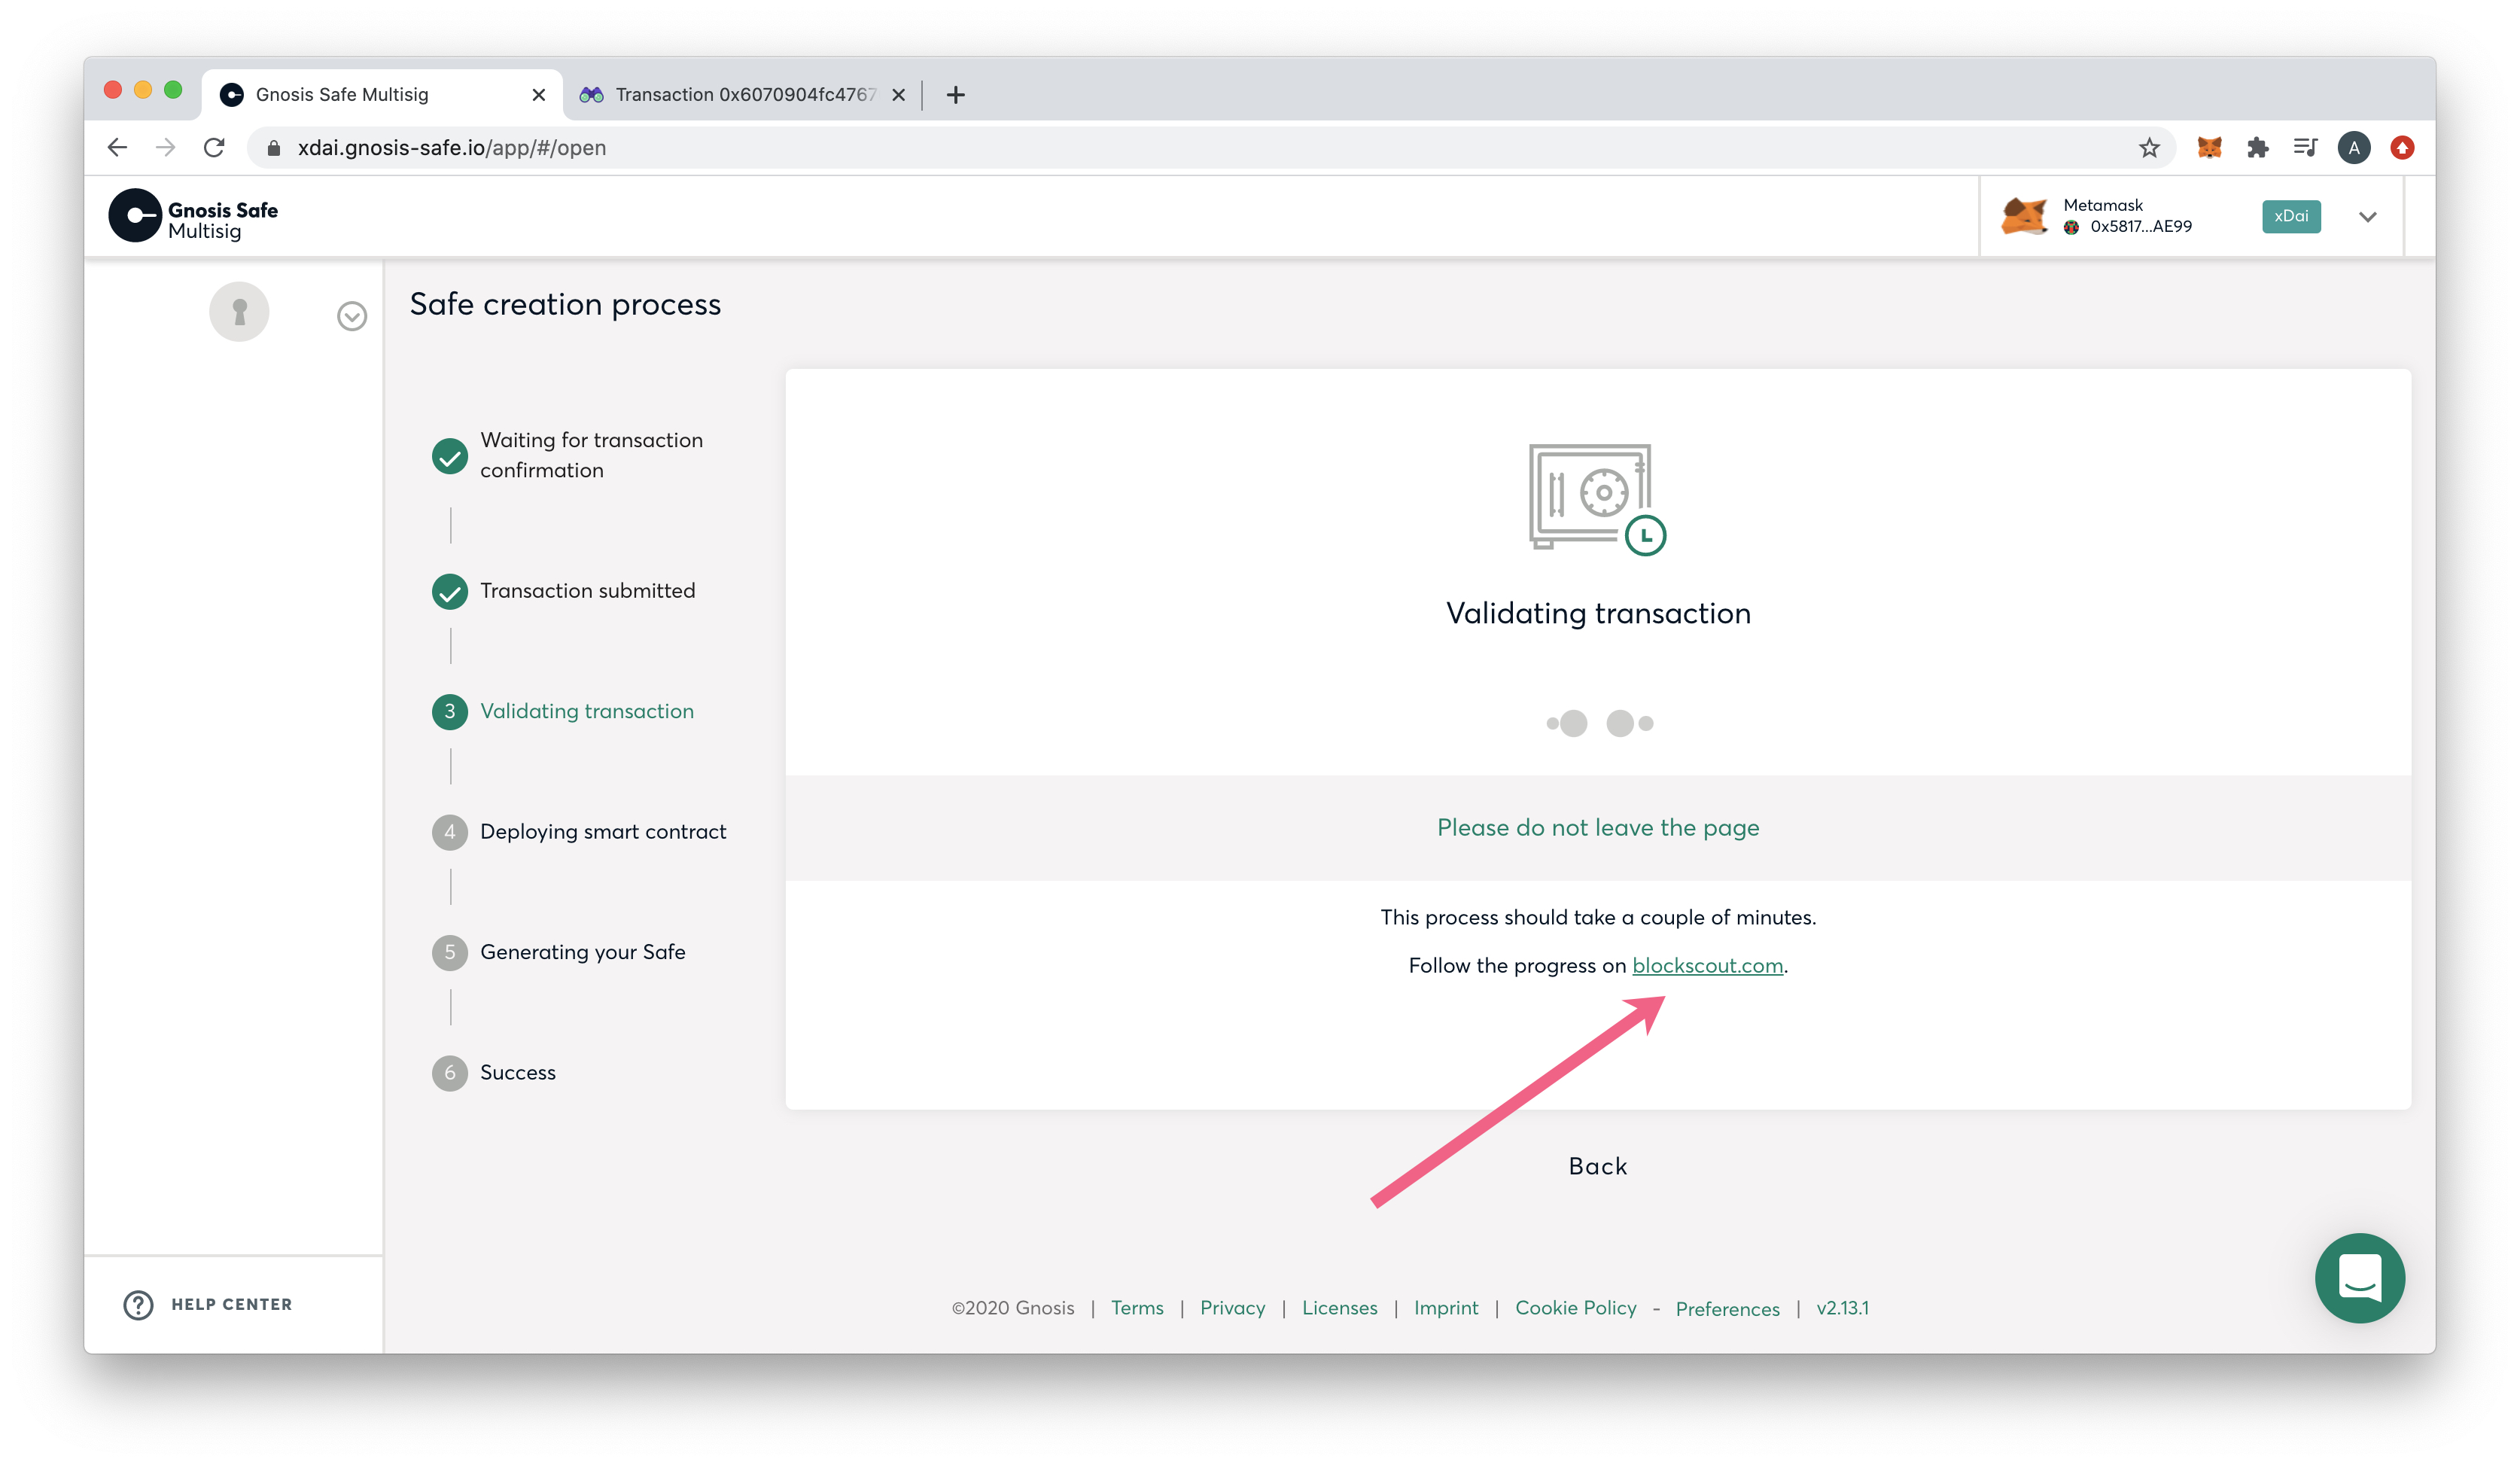 Gnosis Safe Multisig
Transaction 0x6070904fc4767
xdai.gnosis-safe.io/app/#/open
A
Gnosis Safe
Multisig
Metamask
0x5817...AE99
xDai
Safe creation process
Waiting for transaction
confirmation
Transaction submitted
3 Validating transaction
4 Deploying smart contract
5 Generating your Safe
6 Success
Validating transaction
Please do not leave the page
This process should take a couple of minutes.
Follow the progress on blockscout.com.
Back
? HELP CENTER
©2020 Gnosis | Terms | Privacy | Licenses | Imprint | Cookie Policy - Preferences | v2.13.1